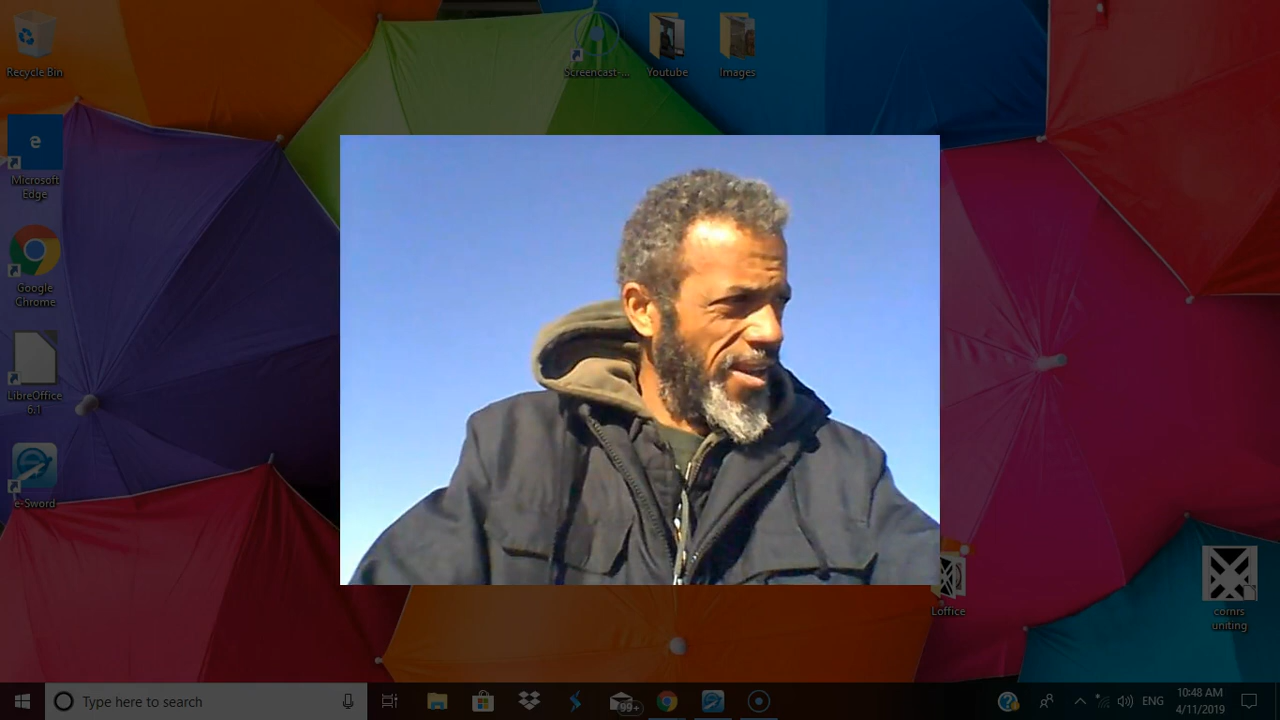 Recycle Bin
Screencast-...
Youtube
Images
Microsoft
Edge
Google
Chrome
LibreOffice
6.1
e-Sword
Loffice
cornrs
uniting
Type here to search
99+
ENG
10:48 AM
4/11/2019